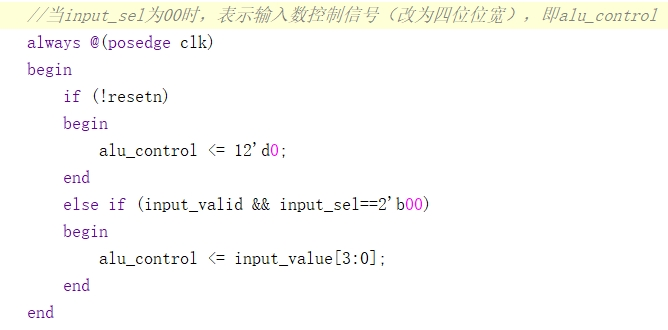 //当input_sel为00时，表示输入数控制信号（改为四位位宽），即alu_control
always @(posedge clk)
begin
if (!resetn)
begin
alu_control <= 12'd0;
end
else if (input_valid && input_sel==2'b00)
begin
alu_control <= input_value[3:0];
end
end